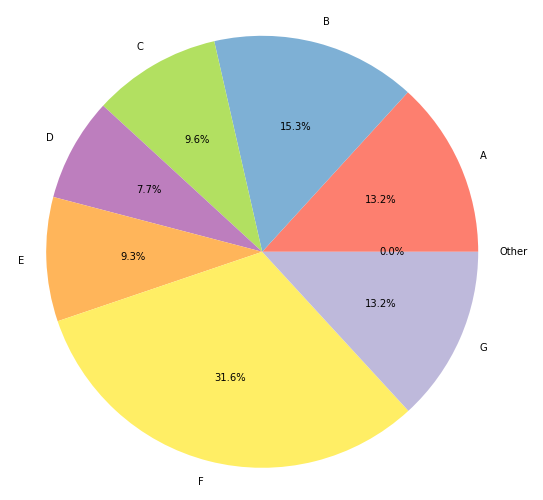 B
C
A
D
E
F
G
Other
15.3%
9.6%
7.7%
13.2%
9.3%
0.0%
13.2%
31.6%